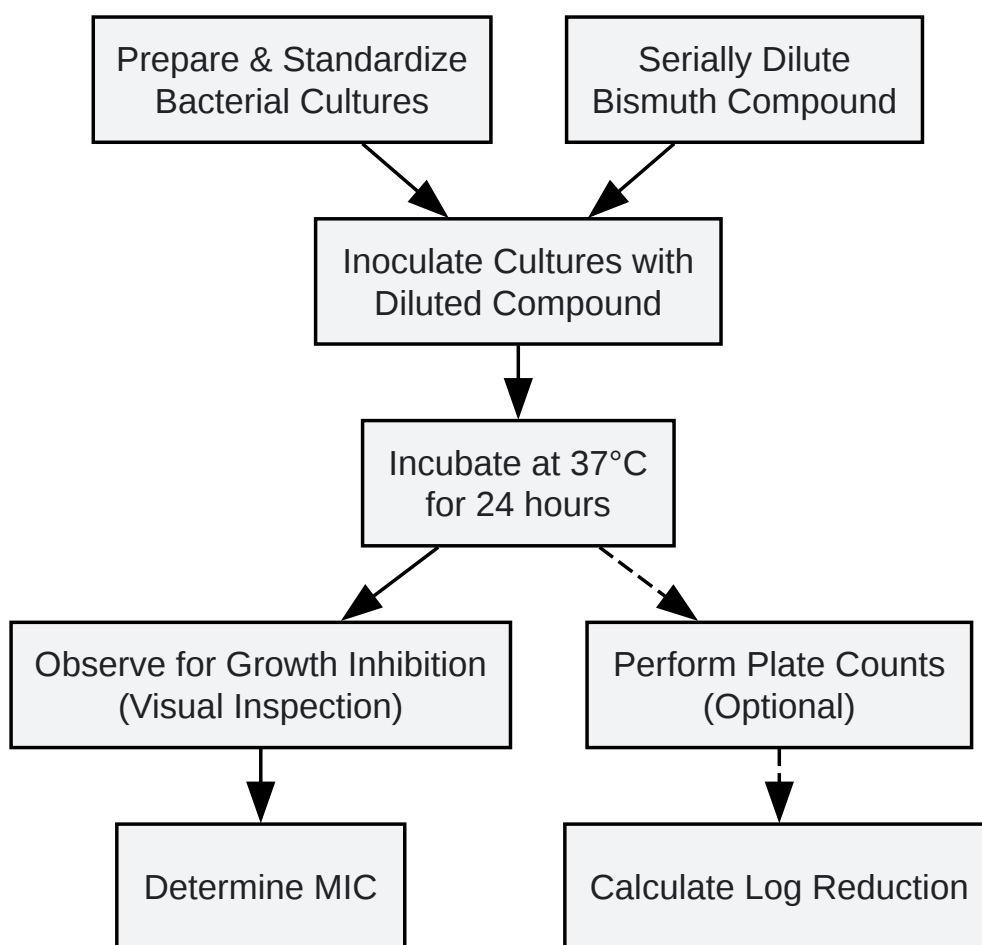 Prepare & Standardize
Bacterial Cultures
Serially Dilute
Bismuth Compound
Inoculate Cultures with
Diluted Compound
Incubate at 37°C
for 24 hours
Observe for Growth Inhibition
(Visual Inspection)
Perform Plate Counts
(Optional)
Determine MIC
Calculate Log Reduction